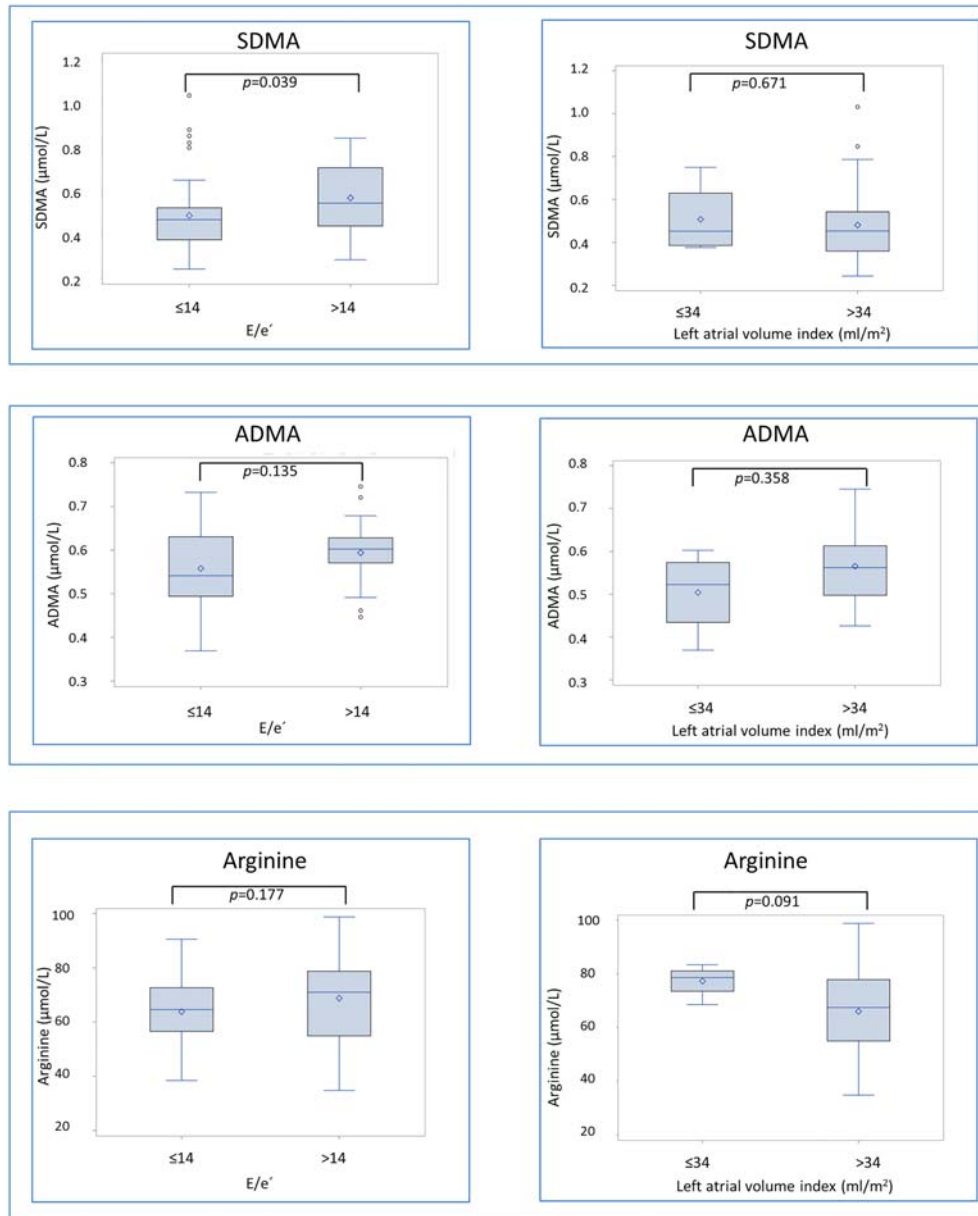 SDMA
p=0.039
1.2
1.0
0.8
0.6
0.4
0.2
SDMA (μmol/L)
≤14
>14
E/e´
SDMA
p=0.671
1.2
1.0
0.8
0.6
0.4
0.2
SDMA (μmol/L)
≤34
>34
Left atrial volume index (ml/m²)
ADMA
p=0.135
0.8
0.7
0.6
0.5
0.4
0.3
ADMA (μmol/L)
≤14
>14
E/e´
ADMA
p=0.358
0.8
0.7
0.6
0.5
0.4
0.3
ADMA (μmol/L)
≤34
>34
Left atrial volume index (ml/m²)
Arginine
p=0.177
100
80
60
40
20
Arginine (μmol/L)
≤14
>14
E/e´
Arginine
p=0.091
100
80
60
40
20
Arginine (μmol/L)
≤34
>34
Left atrial volume index (ml/m²)